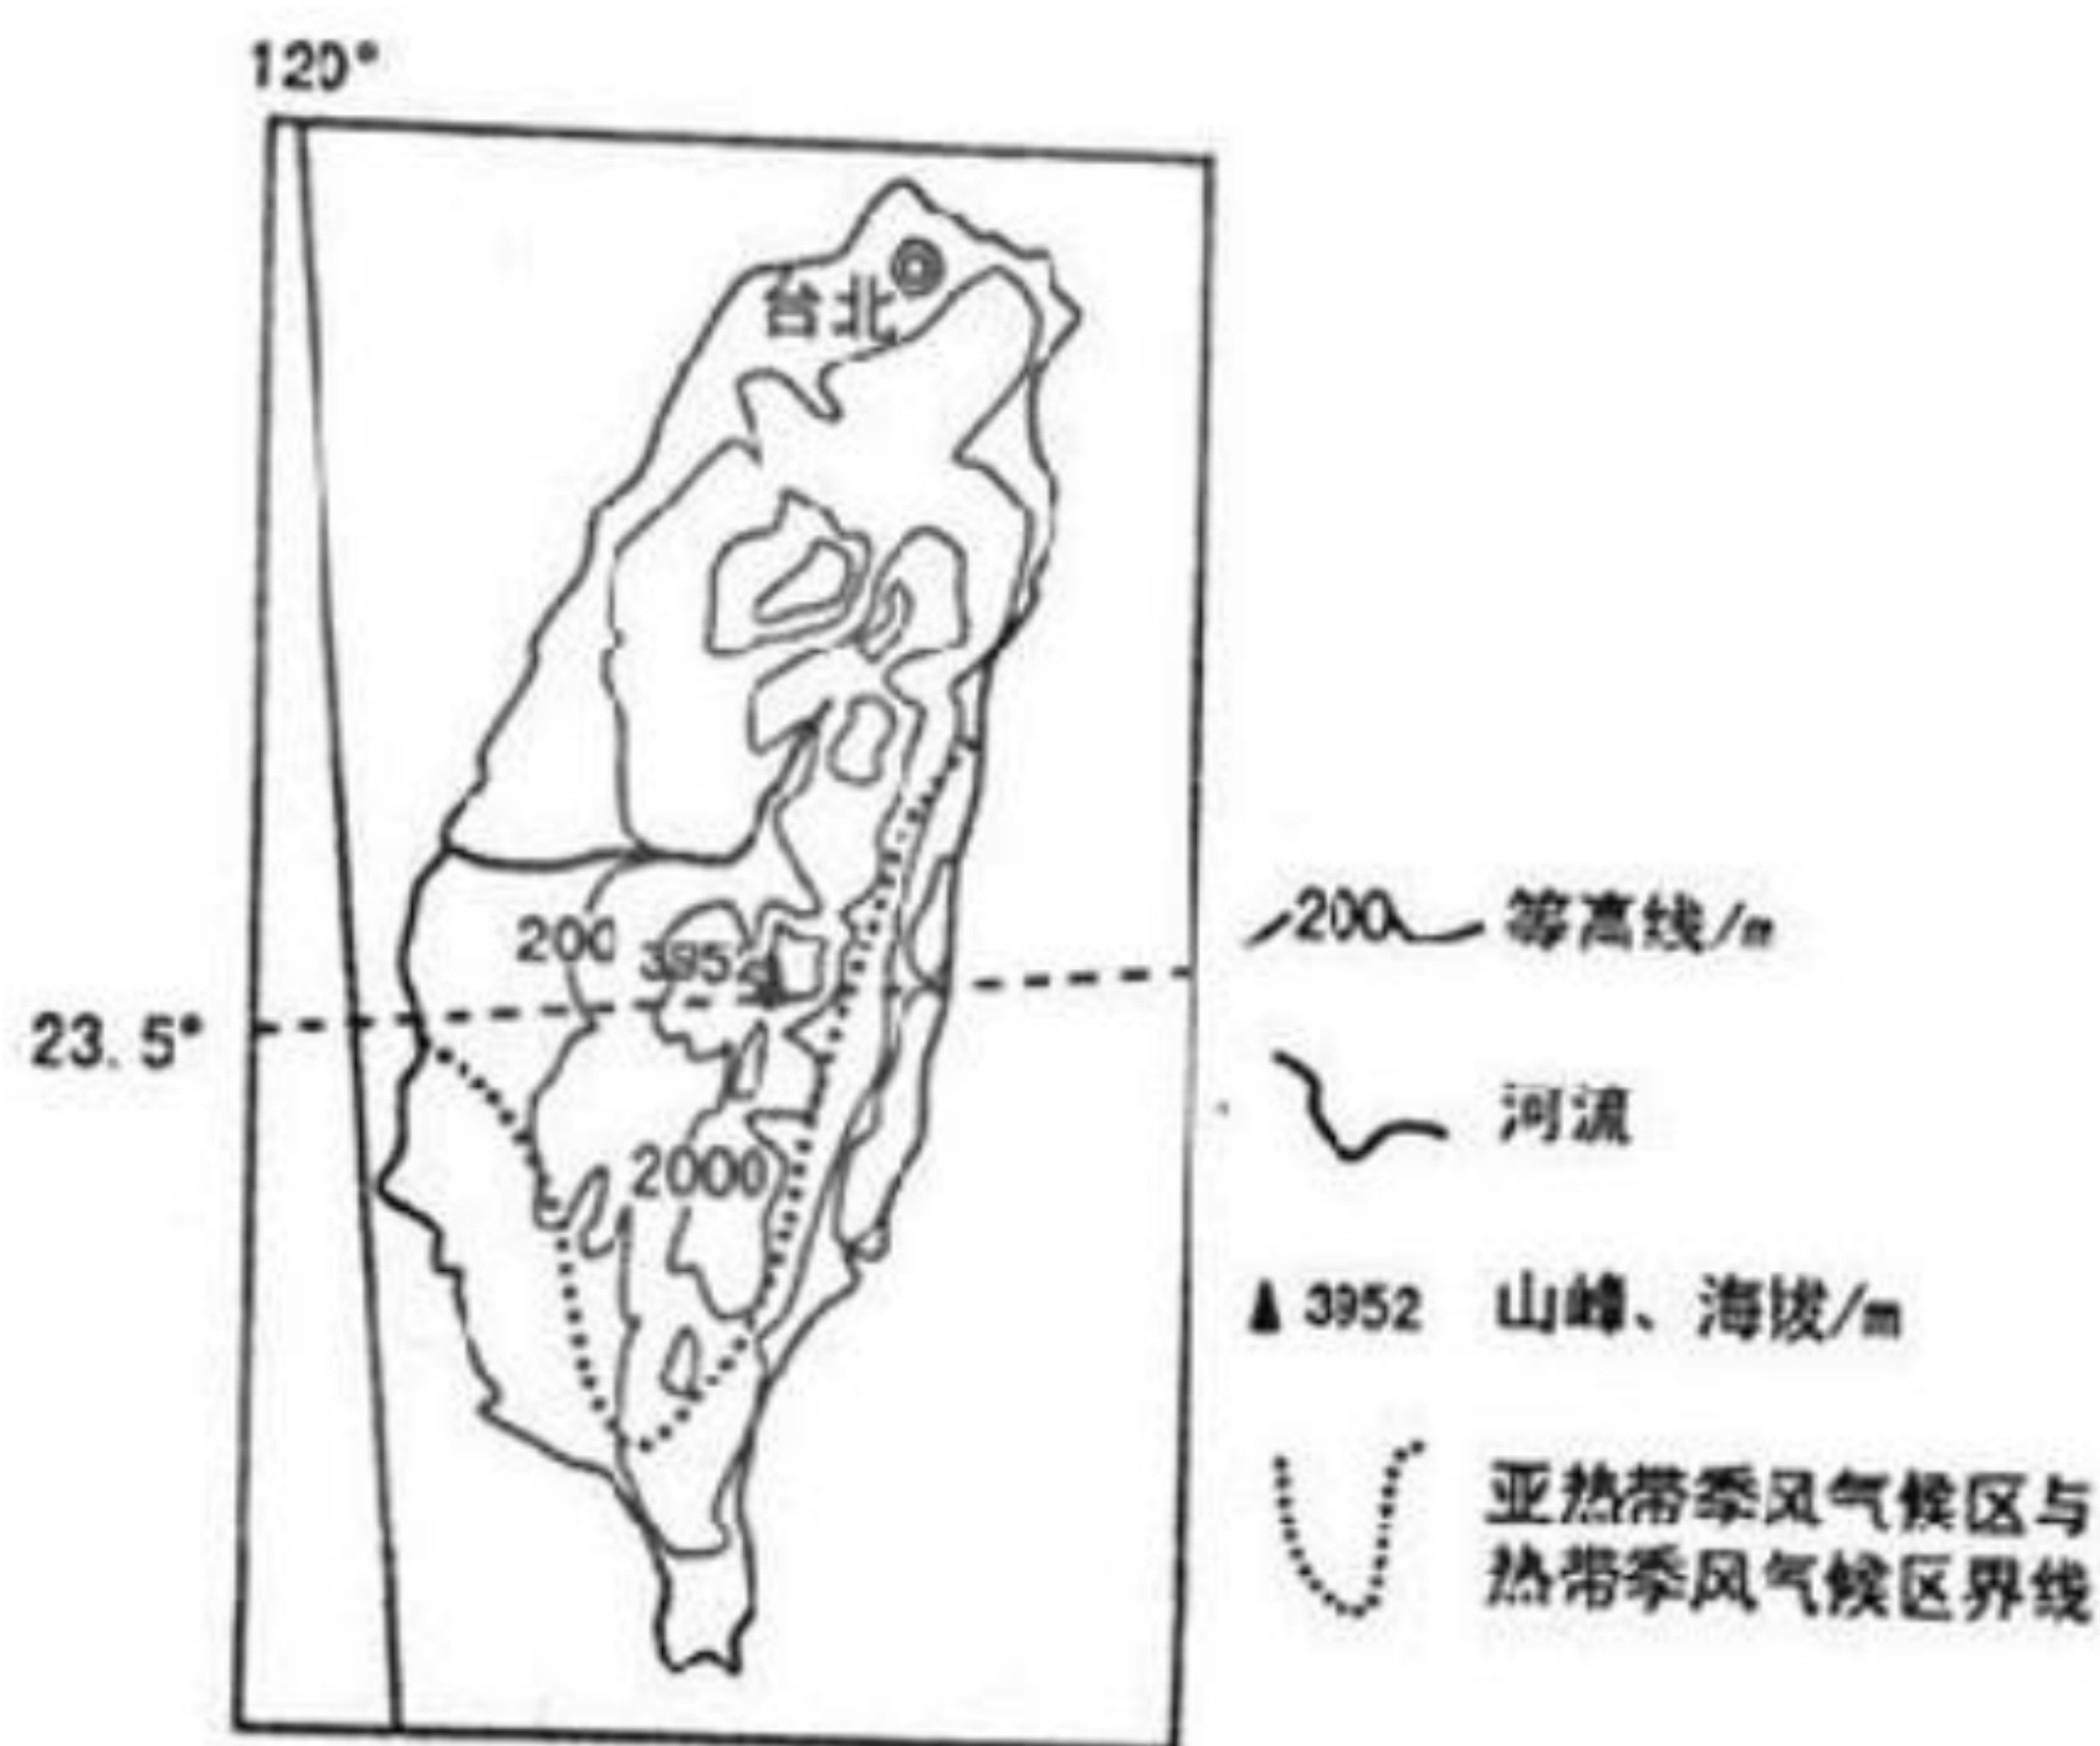 120°
台北
200
3952
23.5°
2000
200 等高线/m
河流
3952 山峰、海拔/m
亚热带季风气候区与
热带季风气候区界线